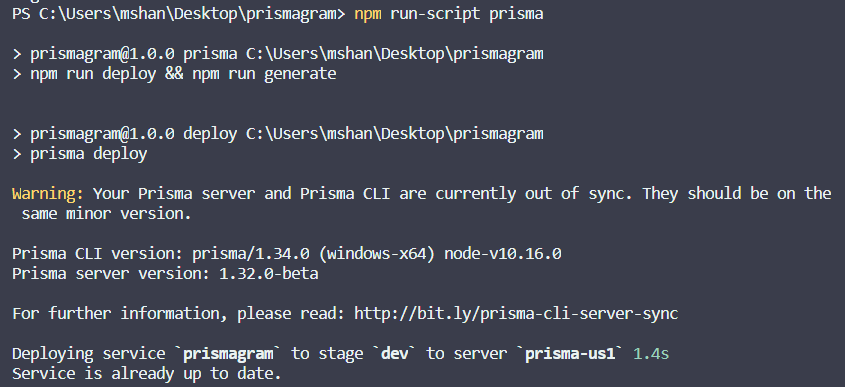 PS C:\Users\mshan\Desktop\prismagram> npm run-script prisma
> prismagram@1.0.0 prisma C:\Users\mshan\Desktop\prismagram
> npm run deploy && npm run generate
> prismagram@1.0.0 deploy C:\Users\mshan\Desktop\prismagram
> prisma deploy
Warning: Your Prisma server and Prisma CLI are currently out of sync. They should be on the
same minor version.
Prisma CLI version: prisma/1.34.0 (windows-x64) node-v10.16.0
Prisma server version: 1.32.0-beta
For further information, please read: http://bit.ly/prisma-cli-server-sync
Deploying service `prismagram` to stage `dev` to server `prisma-us1` 1.4s
Service is already up to date.